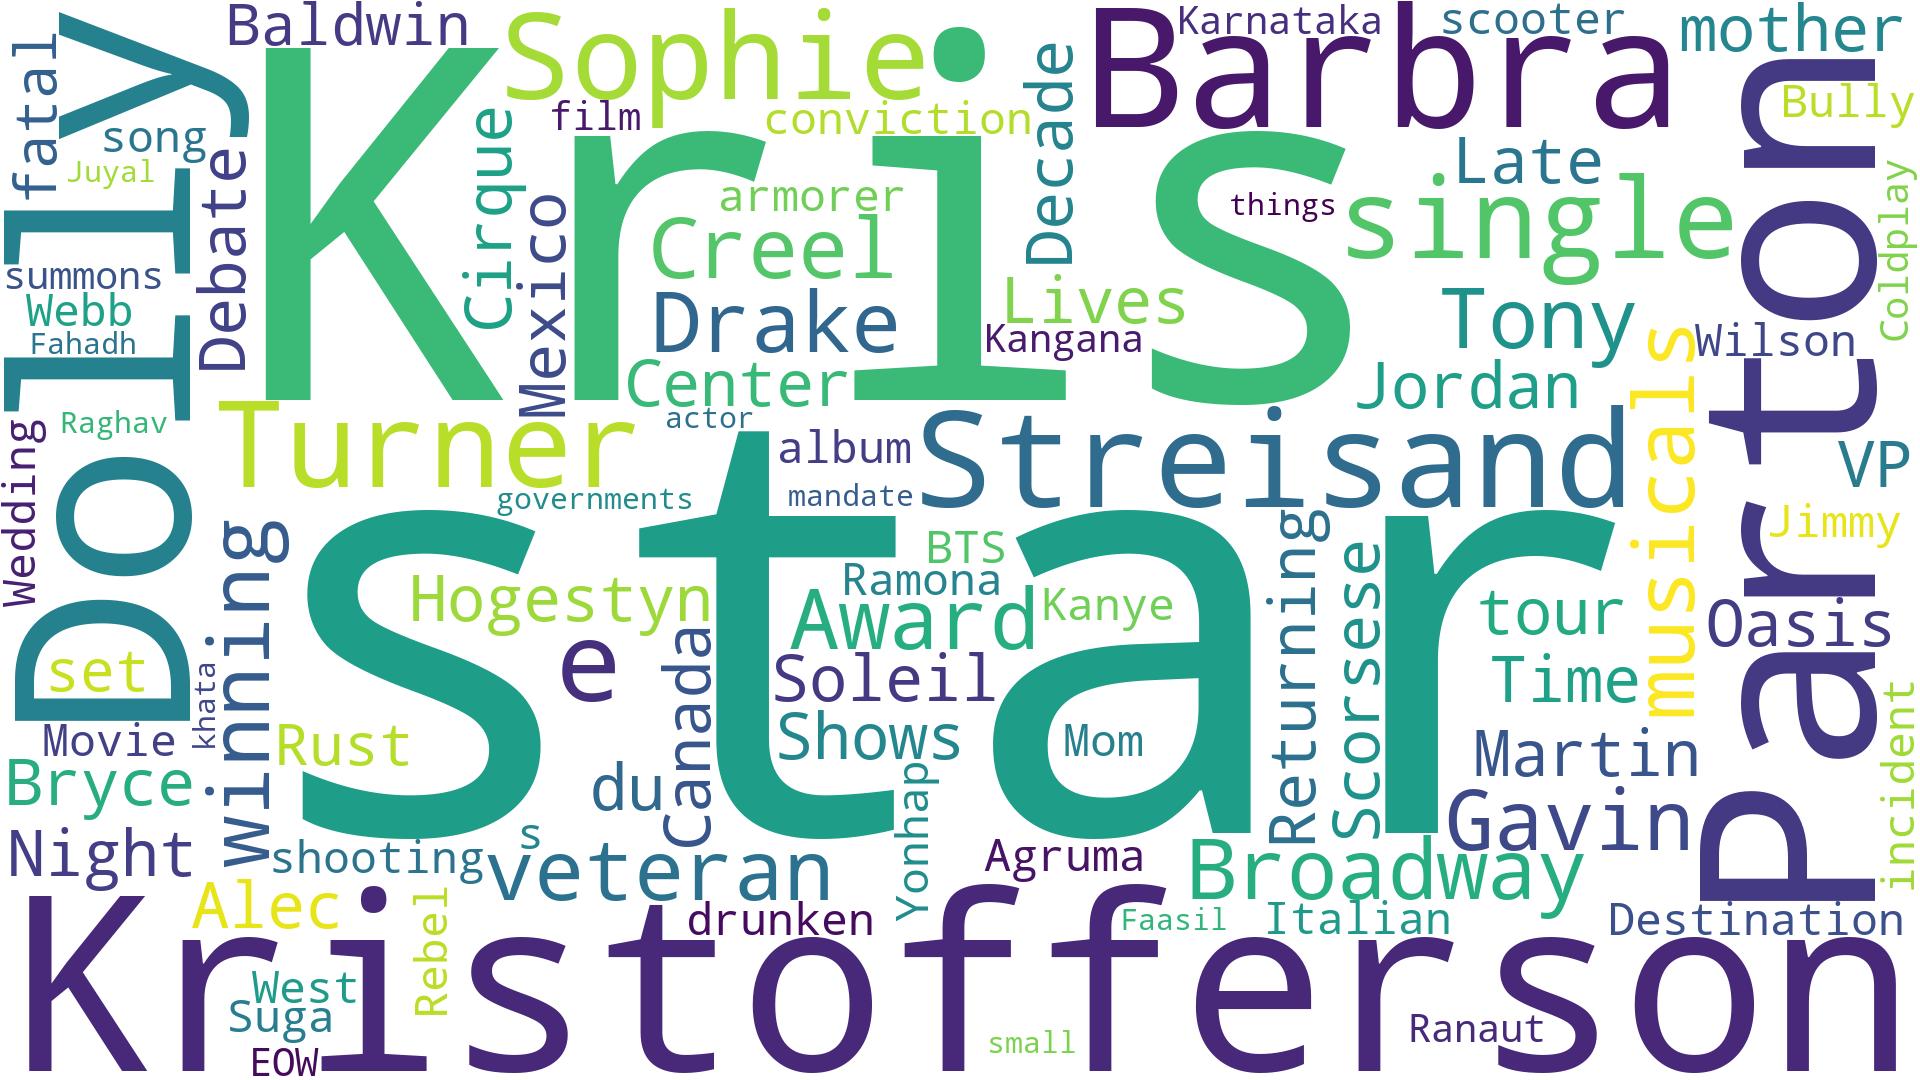 Baldwin
Sophie
Barbra
Karnataka
scooter
mother
fatal
Dolly
song
Juyal
Debate
Kris
film
conviction
Cirque
Decade
Late
Bully
Parton
Coldplay
armorer
things
single
Mexico
Creel
summons
Webb
Fahadh
Drake
Lives
Kangana
Tony
Wilson
Center
Jordan
musicals
Raghav
Turner
actor
album
Streisand
VP
Wedding
governments
mandate
star
Jimmy
winning
BTS
Ramona
Returning
Scorsese
Hogestyn
Award
Kanye
tour
Oasis
e
Canada
set
khata
Soleil
Time
Movie
Rust
Shows
Mom
Martin
incident
Bryce
du
Yonhap
Gavin
Night
shooting
s
veteran
Agruma
Broadway
Alec
Rebel
drunken
Faasil
Italian
Destination
Kristofferson
West
Suga
EOW
small
Ranaut